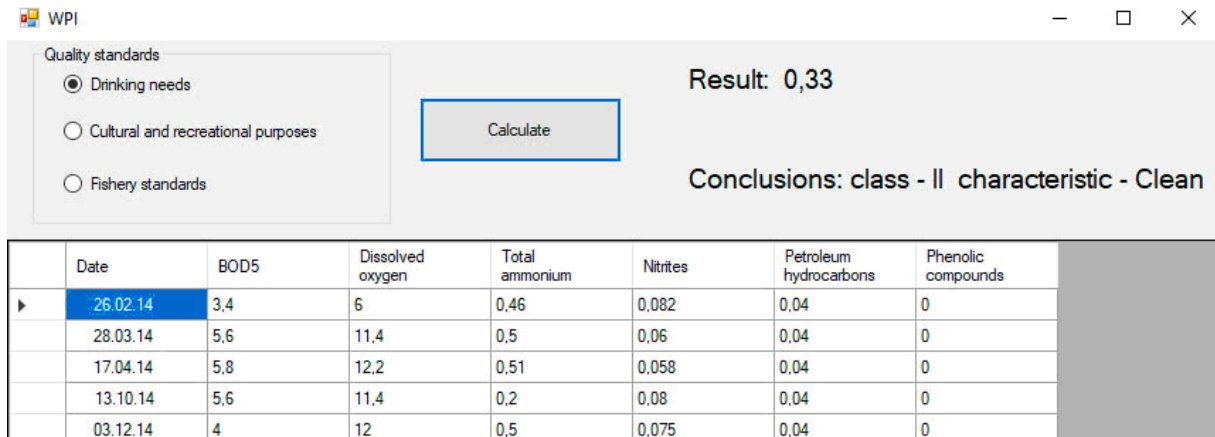 WPI
Quality standards
Drinking needs
Cultural and recreational purposes
Fishery standards
Calculate
Result: 0,33
Conclusions: class - II characteristic - Clean
Date BOD5 Dissolved oxygen Total ammonium Nitrites Petroleum hydrocarbons Phenolic compounds
26.02.14 3,4 6 0,46 0,082 0,04 0
28.03.14 5,6 11,4 0,5 0,06 0,04 0
17.04.14 5,8 12,2 0,51 0,058 0,04 0
13.10.14 5,6 11,4 0,2 0,08 0,04 0
03.12.14 4 12 0,5 0,075 0,04 0